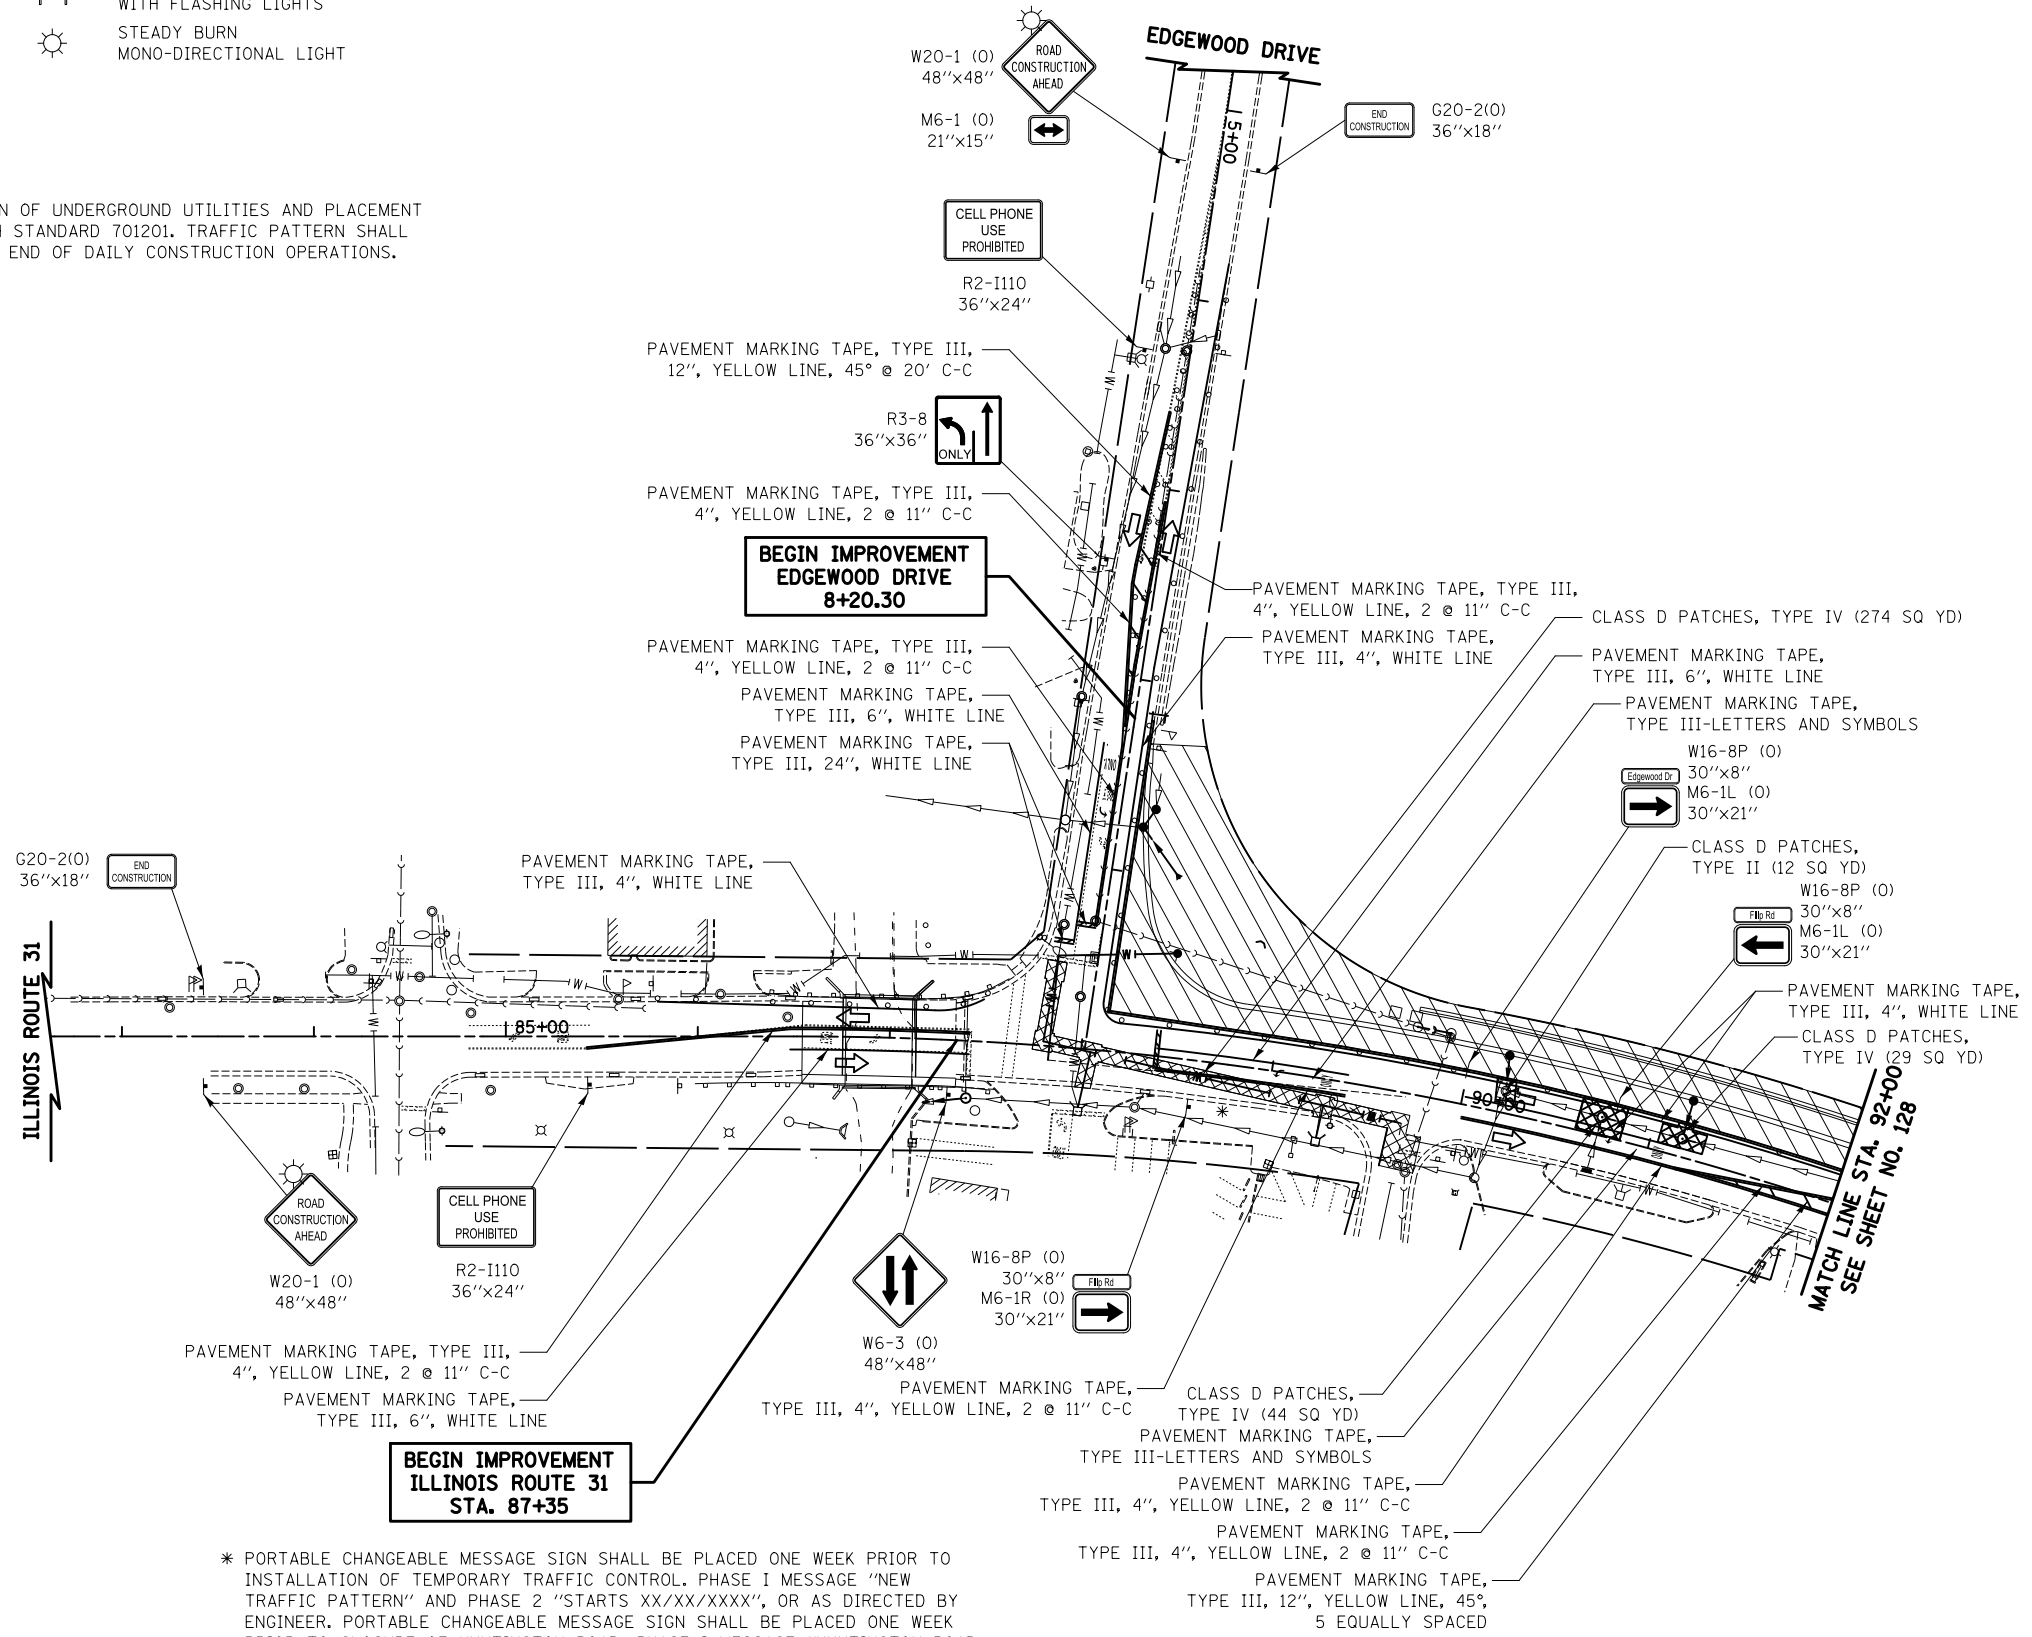 WITH FLASHING LIGHTS
STEADY BURN
MONO-DIRECTIONAL LIGHT
N OF UNDERGROUND UTILITIES AND PLACEMENT
STANDARD 701201. TRAFFIC PATTERN SHALL
END OF DAILY CONSTRUCTION OPERATIONS.
W20-1 (O)
48''x48''
ROAD
CONSTRUCTION
AHEAD
M6-1 (O)
21''x15''
EDGEWOOD DRIVE
15+00
END
CONSTRUCTION
G20-2(O)
36''x18''
CELL PHONE
USE
PROHIBITED
R2-I110
36''x24''
PAVEMENT MARKING TAPE, TYPE III,
12'', YELLOW LINE, 45° @ 20' C-C
R3-8
36''x36''
ONLY
PAVEMENT MARKING TAPE, TYPE III,
4'', YELLOW LINE, 2 @ 11'' C-C
BEGIN IMPROVEMENT
EDGEWOOD DRIVE
8+20.30
PAVEMENT MARKING TAPE, TYPE III,
4'', YELLOW LINE, 2 @ 11'' C-C
PAVEMENT MARKING TAPE,
TYPE III, 6'', WHITE LINE
PAVEMENT MARKING TAPE,
TYPE III, 24'', WHITE LINE
PAVEMENT MARKING TAPE, TYPE III,
4'', YELLOW LINE, 2 @ 11'' C-C
PAVEMENT MARKING TAPE,
TYPE III, 4'', WHITE LINE
CLASS D PATCHES, TYPE IV (274 SQ YD)
PAVEMENT MARKING TAPE,
TYPE III, 6'', WHITE LINE
PAVEMENT MARKING TAPE,
TYPE III-LETTERS AND SYMBOLS
Edgewood Dr
W16-8P (O)
30''x8''
M6-1L (O)
30''x21''
CLASS D PATCHES,
TYPE II (12 SQ YD)
Filip Rd
W16-8P (O)
30''x8''
M6-1L (O)
30''x21''
PAVEMENT MARKING TAPE,
TYPE III, 4'', WHITE LINE
CLASS D PATCHES,
TYPE IV (29 SQ YD)
G20-2(O)
36''x18''
END
CONSTRUCTION
PAVEMENT MARKING TAPE,
TYPE III, 4'', WHITE LINE
ILLINOIS ROUTE 31
85+00
90+00
MATCH LINE STA. 92+00
SEE SHEET NO. 128
ROAD
CONSTRUCTION
AHEAD
W20-1 (O)
48''x48''
CELL PHONE
USE
PROHIBITED
R2-I110
36''x24''
W6-3 (O)
48''x48''
W16-8P (O)
30''x8''
M6-1R (O)
30''x21''
Filip Rd
PAVEMENT MARKING TAPE, TYPE III,
4'', YELLOW LINE, 2 @ 11'' C-C
PAVEMENT MARKING TAPE,
TYPE III, 6'', WHITE LINE
BEGIN IMPROVEMENT
ILLINOIS ROUTE 31
STA. 87+35
PAVEMENT MARKING TAPE,
TYPE III, 4'', YELLOW LINE, 2 @ 11'' C-C
CLASS D PATCHES,
TYPE IV (44 SQ YD)
PAVEMENT MARKING TAPE,
TYPE III-LETTERS AND SYMBOLS
PAVEMENT MARKING TAPE,
TYPE III, 4'', YELLOW LINE, 2 @ 11'' C-C
PAVEMENT MARKING TAPE,
TYPE III, 4'', YELLOW LINE, 2 @ 11'' C-C
PAVEMENT MARKING TAPE,
TYPE III, 12'', YELLOW LINE, 45°,
5 EQUALLY SPACED
* PORTABLE CHANGEABLE MESSAGE SIGN SHALL BE PLACED ONE WEEK PRIOR TO
INSTALLATION OF TEMPORARY TRAFFIC CONTROL. PHASE I MESSAGE ''NEW
TRAFFIC PATTERN'' AND PHASE 2 ''STARTS XX/XX/XXXX'', OR AS DIRECTED BY
ENGINEER. PORTABLE CHANGEABLE MESSAGE SIGN SHALL BE PLACED ONE WEEK